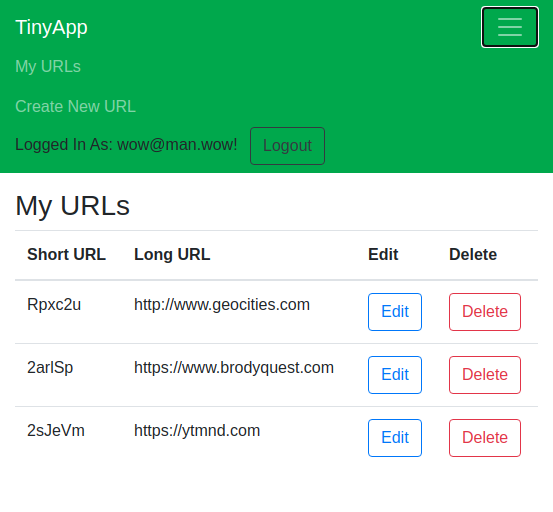 TinyApp
My URLs
Create New URL
Logged In As: wow@man.wow! Logout
My URLs
Short URL Long URL Edit Delete
Rpxc2u http://www.geocities.com Edit Delete
2arlSp https://www.brodyquest.com Edit Delete
2sJeVm https://ytmnd.com Edit Delete